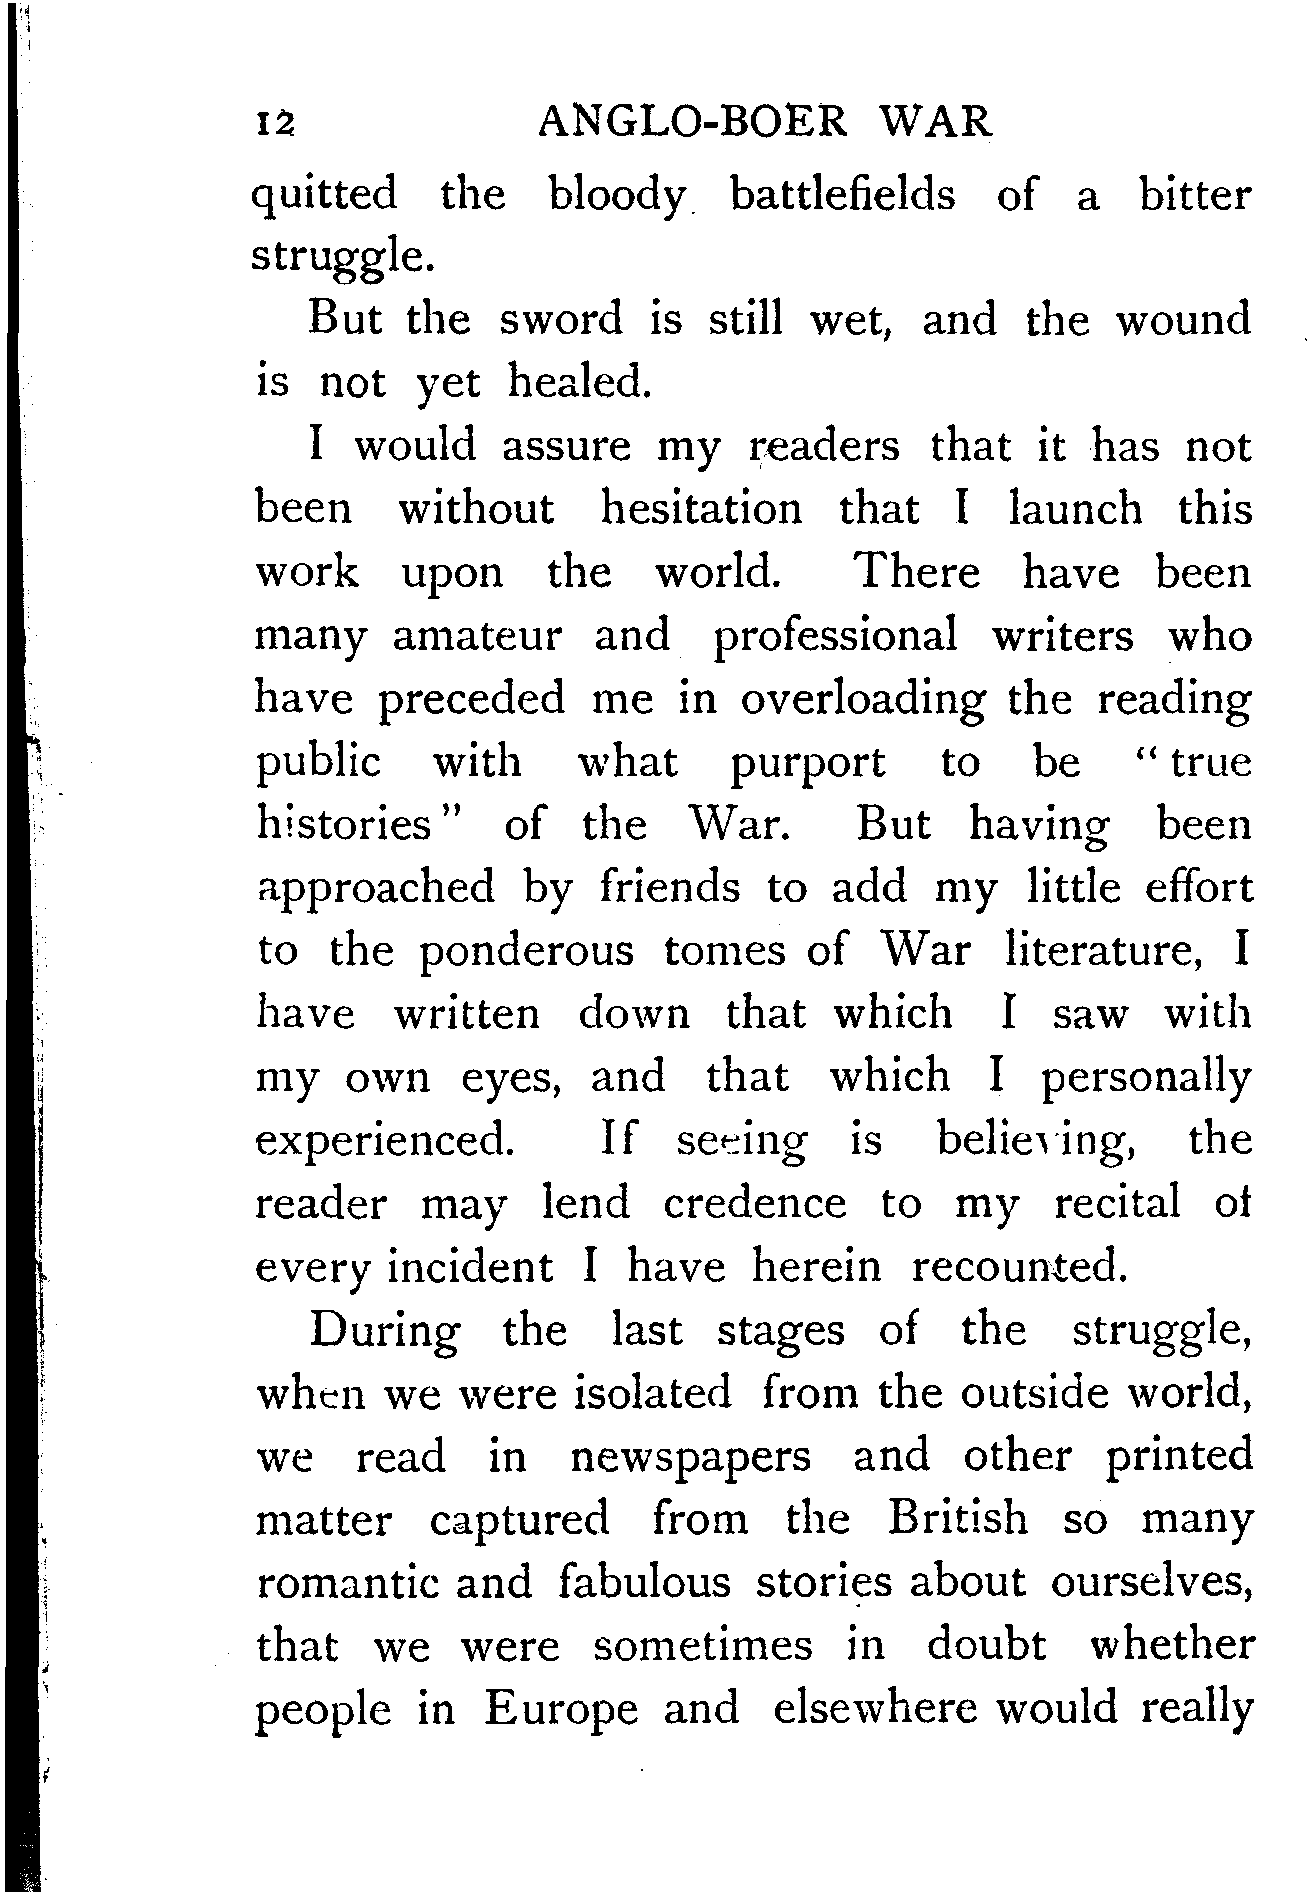 12 ANGLO-BOER WAR
quitted the bloody battlefields of a bitter
struggle.
But the sword is still wet, and the wound
is not yet healed.
I would assure my readers that it has not
been without hesitation that I launch this
work upon the world. There have been
many amateur and professional writers who
have preceded me in overloading the reading
public with what purport to be “true
histories” of the War. But having been
approached by friends to add my little effort
to the ponderous tomes of War literature, I
have written down that which I saw with
my own eyes, and that which I personally
experienced. If seeing is believing, the
reader may lend credence to my recital of
every incident I have herein recounted.
During the last stages of the struggle,
when we were isolated from the outside world,
we read in newspapers and other printed
matter captured from the British so many
romantic and fabulous stories about ourselves,
that we were sometimes in doubt whether
people in Europe and elsewhere would really